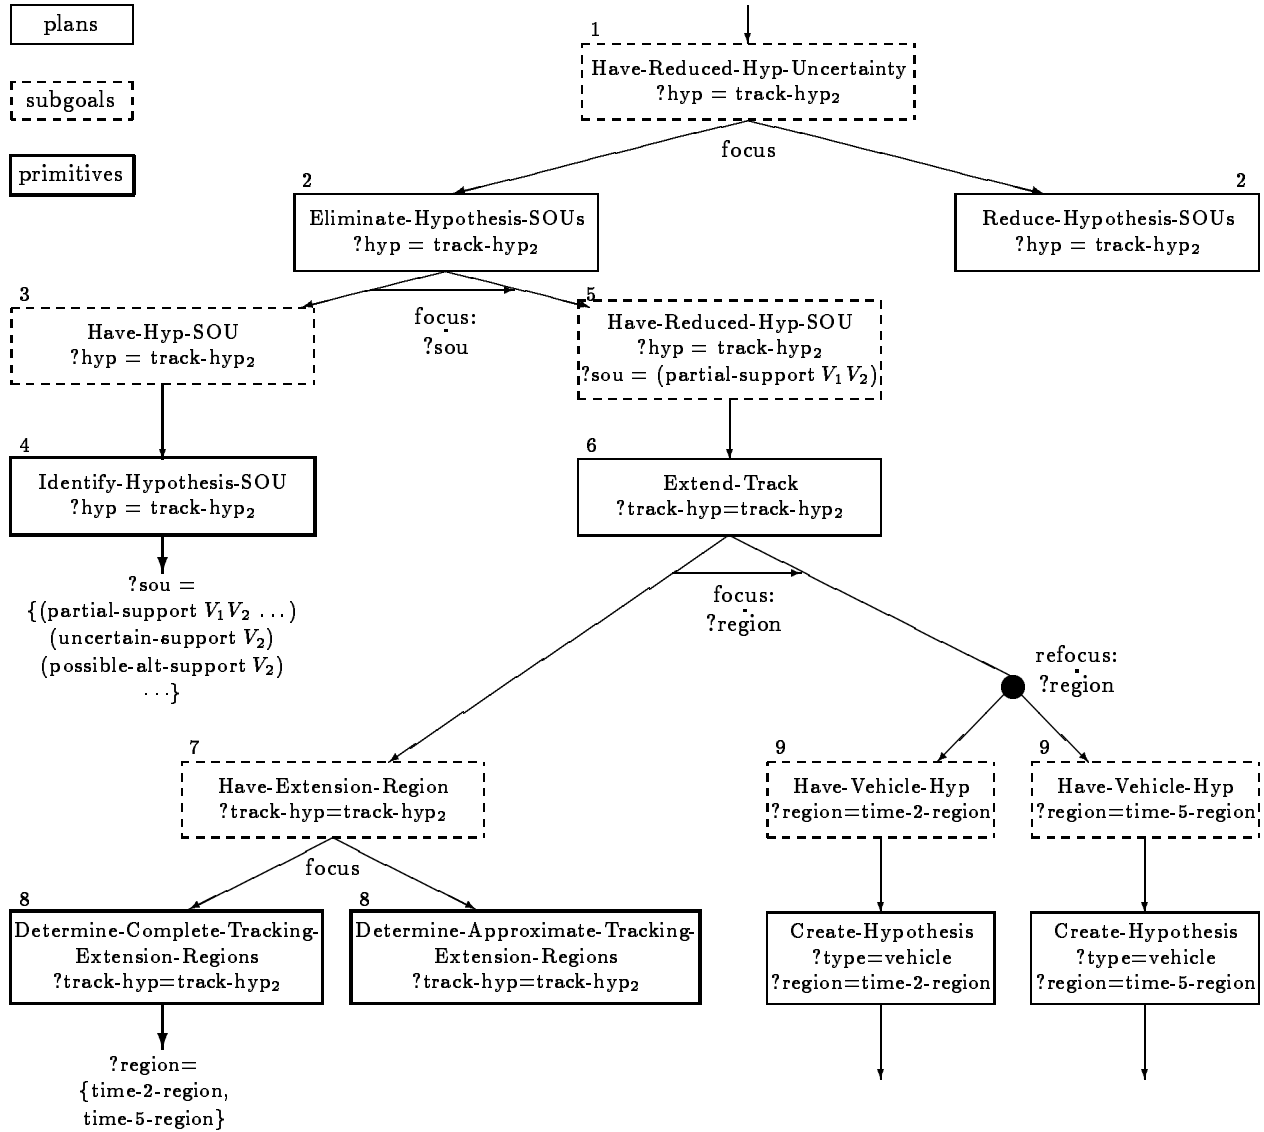 plans
subgoals
primitives
1
Have-Reduced-Hyp-Uncertainty
?hyp = track-hyp₂
focus
2
Eliminate-Hypothesis-SOUs
?hyp = track-hyp₂
2
Reduce-Hypothesis-SOUs
?hyp = track-hyp₂
3
Have-Hyp-SOU
?hyp = track-hyp₂
focus:
?sou
5
Have-Reduced-Hyp-SOU
?hyp = track-hyp₂
?sou = (partial-support V₁ V₂)
4
Identify-Hypothesis-SOU
?hyp = track-hyp₂
?sou =
{(partial-support V₁ V₂ ...)
(uncertain-support V₂)
(possible-alt-support V₂)
...}
6
Extend-Track
?track-hyp=track-hyp₂
focus:
?region
refocus:
?region
7
Have-Extension-Region
?track-hyp=track-hyp₂
focus
8
Determine-Complete-Tracking-
Extension-Regions
?track-hyp=track-hyp₂
8
Determine-Approximate-Tracking-
Extension-Regions
?track-hyp=track-hyp₂
?region=
{time-2-region,
time-5-region}
9
Have-Vehicle-Hyp
?region=time-2-region
9
Have-Vehicle-Hyp
?region=time-5-region
Create-Hypothesis
?type=vehicle
?region=time-2-region
Create-Hypothesis
?type=vehicle
?region=time-5-region